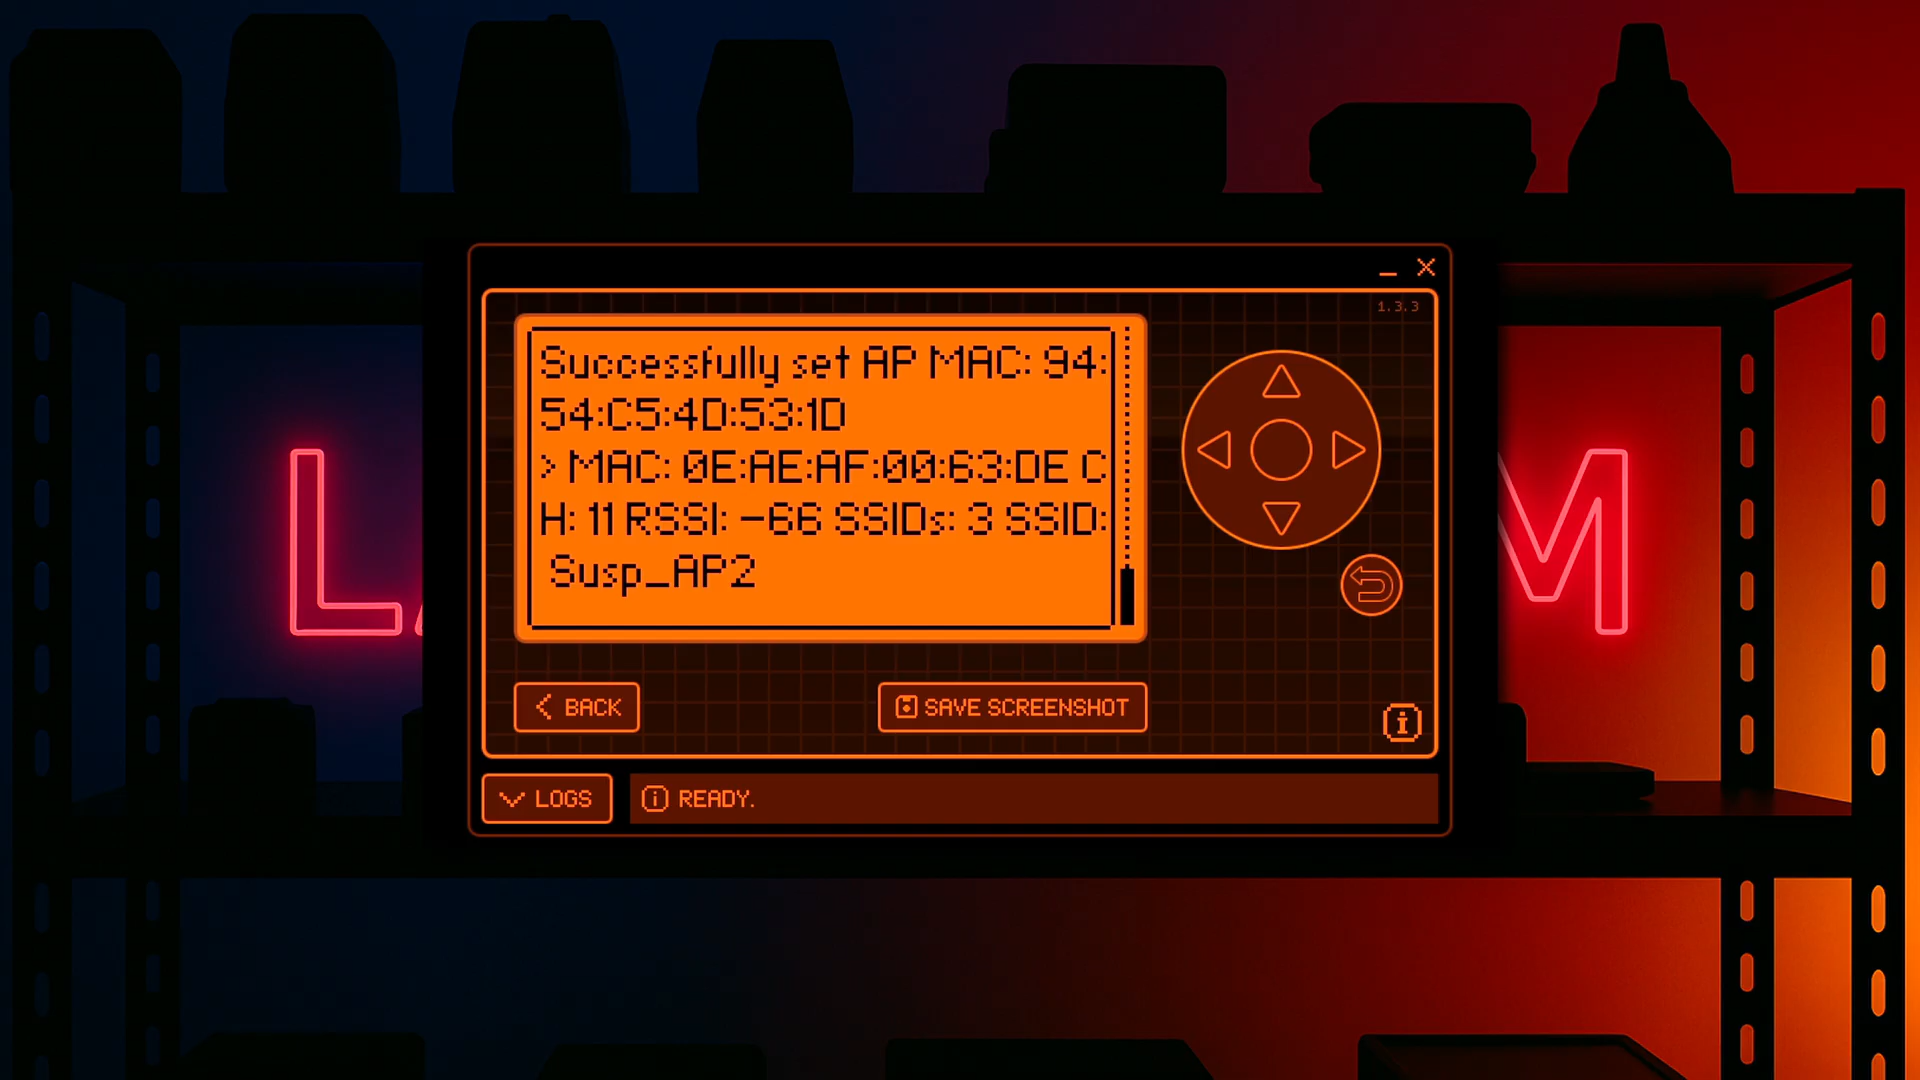 1.3.3
Successfully set AP MAC: 94:
54:C5:4D:53:1D
> MAC: 0E:AE:AF:00:63:DE C
H: 11 RSSI: -66 SSIDs: 3 SSID:
Susp_AP2
L
M
BACK
SAVE SCREENSHOT
LOGS
READY.